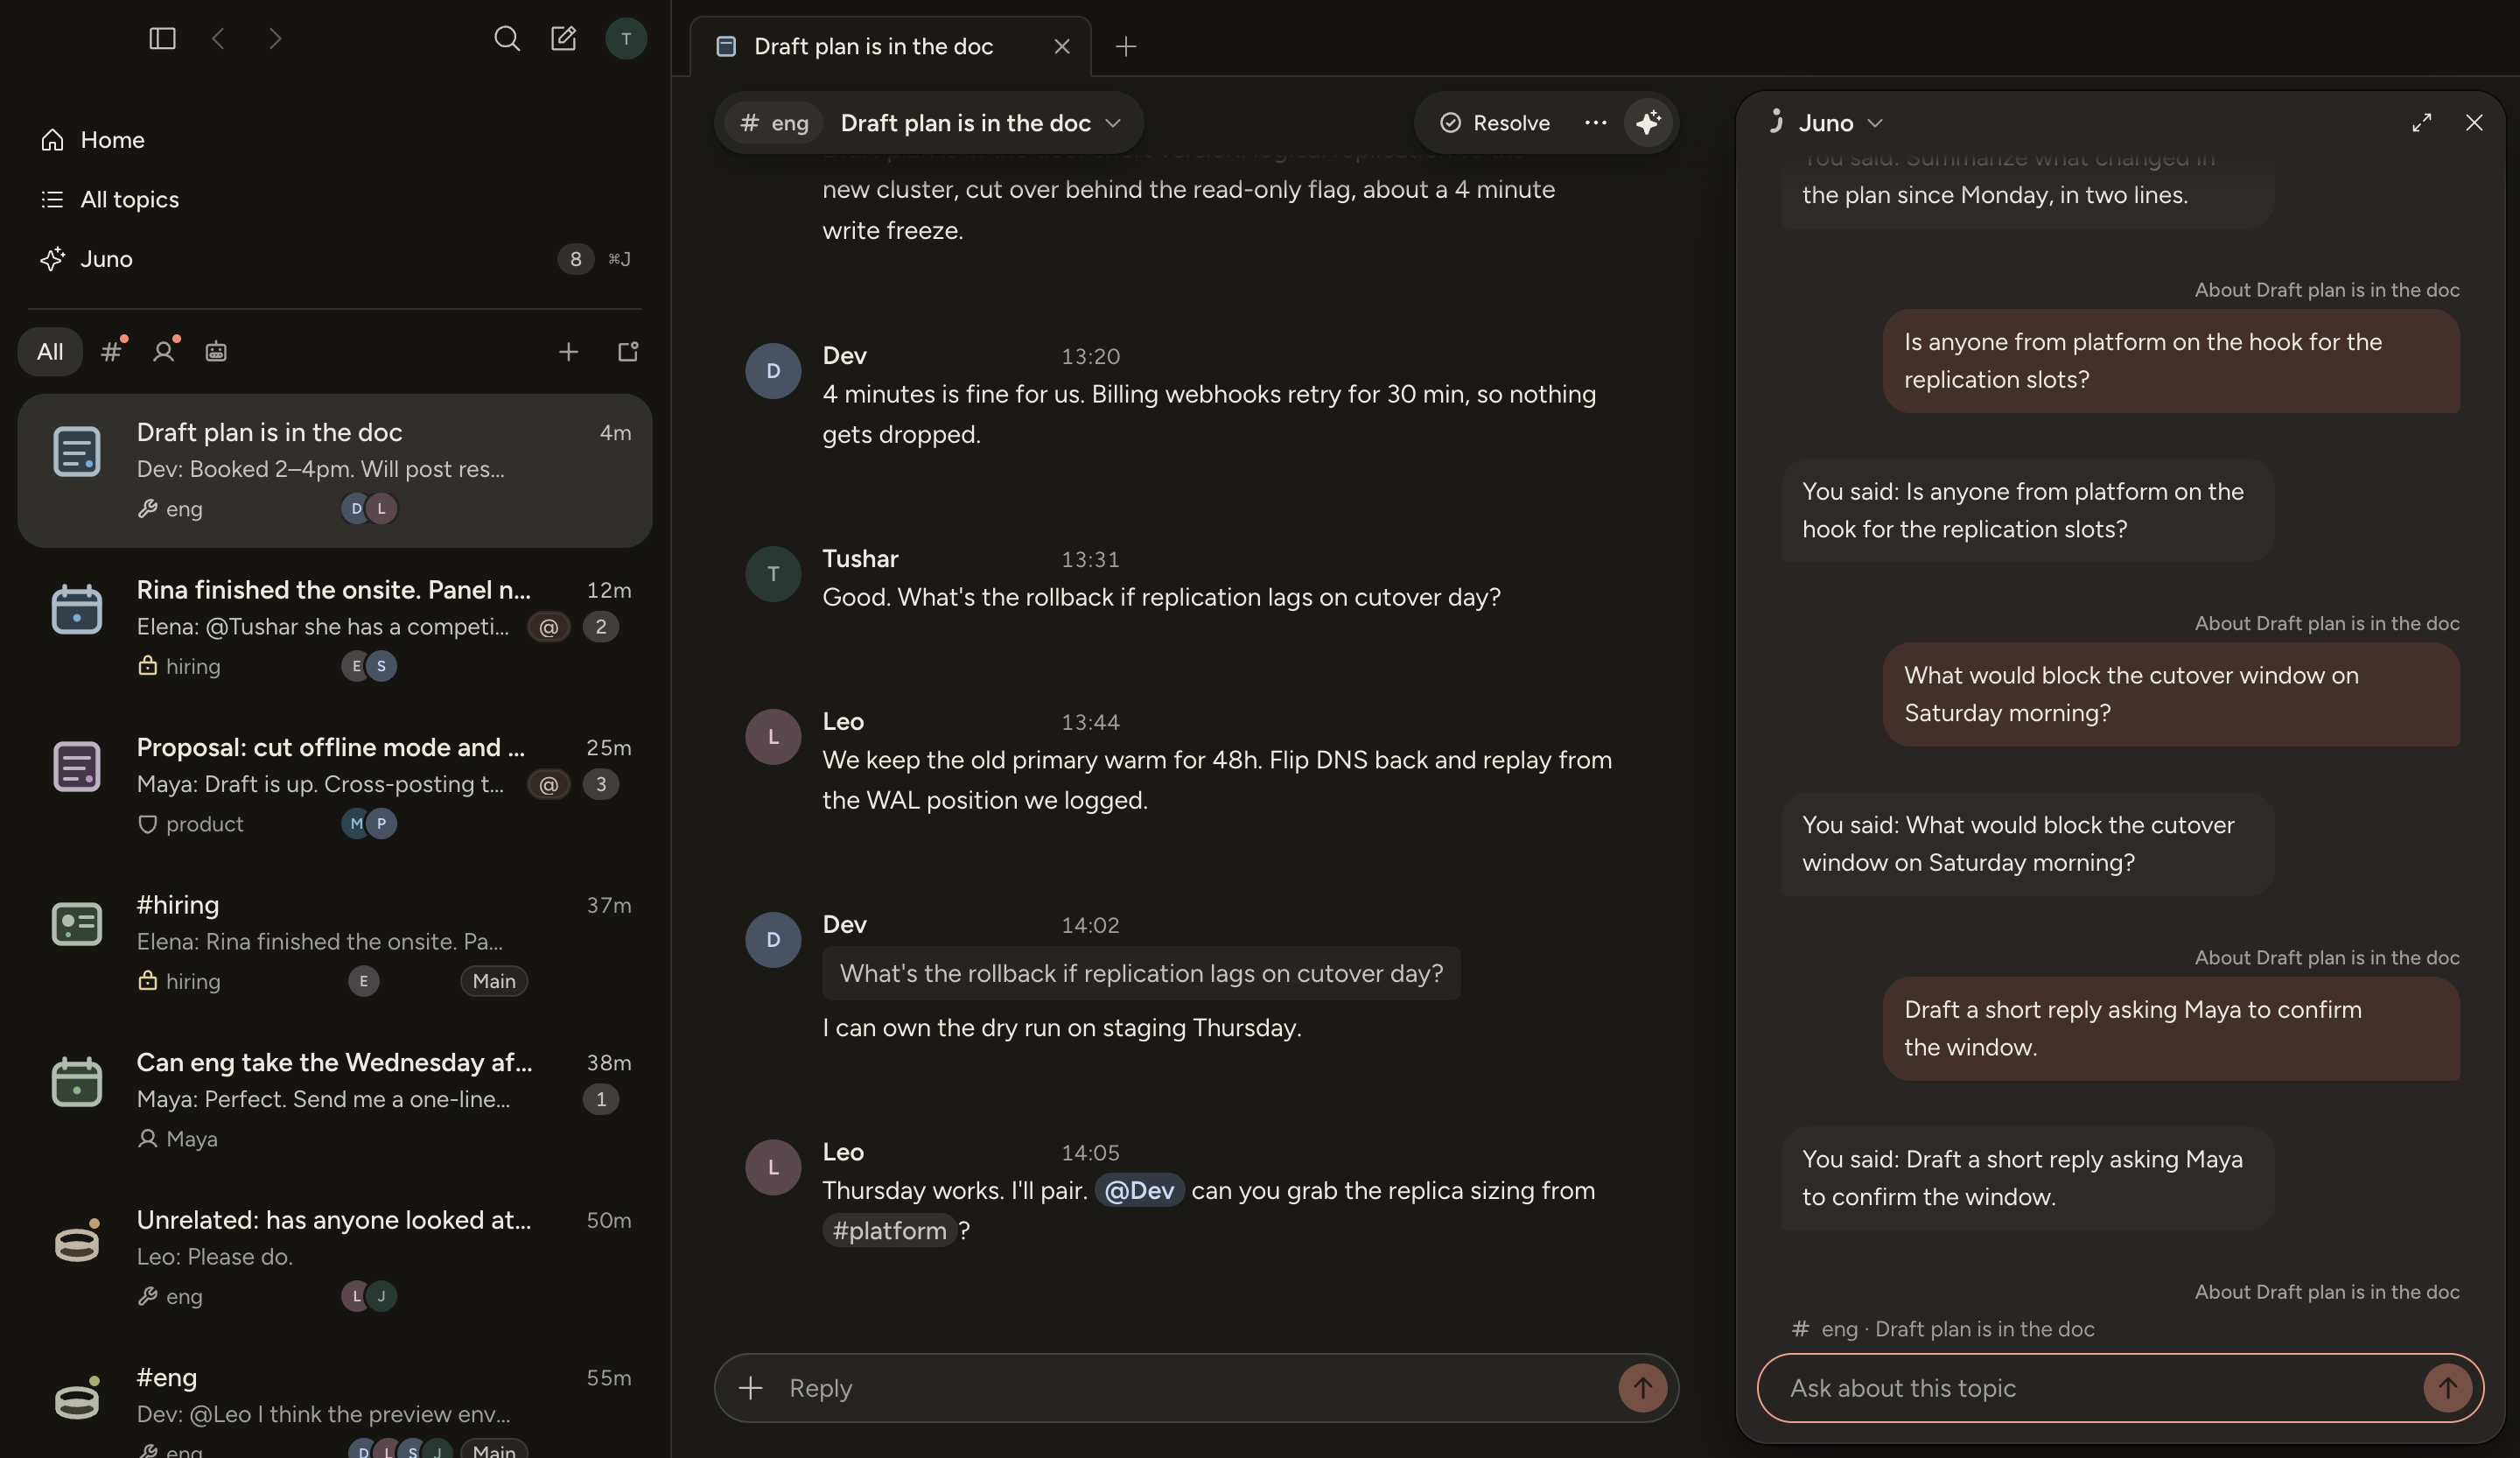 T
Home
All topics
Juno
8
⌘J
All
Draft plan is in the doc
4m
Dev: Booked 2–4pm. Will post res...
eng
D
L
Rina finished the onsite. Panel n...
12m
Elena: @Tushar she has a competi...
@
2
hiring
E
S
Proposal: cut offline mode and ...
25m
Maya: Draft is up. Cross-posting t...
@
3
product
M
P
#hiring
37m
Elena: Rina finished the onsite. Pa...
hiring
E
Main
Can eng take the Wednesday af...
38m
Maya: Perfect. Send me a one-line...
1
Maya
Unrelated: has anyone looked at...
50m
Leo: Please do.
eng
L
J
#eng
55m
Dev: @Leo I think the preview env...
eng
D
L
S
J
Main
Draft plan is in the doc
# eng
Draft plan is in the doc
Resolve
new cluster, cut over behind the read-only flag, about a 4 minute
write freeze.
D
Dev
13:20
4 minutes is fine for us. Billing webhooks retry for 30 min, so nothing
gets dropped.
T
Tushar
13:31
Good. What's the rollback if replication lags on cutover day?
L
Leo
13:44
We keep the old primary warm for 48h. Flip DNS back and replay from
the WAL position we logged.
D
Dev
14:02
What's the rollback if replication lags on cutover day?
I can own the dry run on staging Thursday.
L
Leo
14:05
Thursday works. I'll pair. @Dev can you grab the replica sizing from
#platform ?
Reply
Juno
You said: Summarize what changed in
the plan since Monday, in two lines.
About Draft plan is in the doc
Is anyone from platform on the hook for the
replication slots?
You said: Is anyone from platform on the
hook for the replication slots?
About Draft plan is in the doc
What would block the cutover window on
Saturday morning?
You said: What would block the cutover
window on Saturday morning?
About Draft plan is in the doc
Draft a short reply asking Maya to confirm
the window.
You said: Draft a short reply asking Maya
to confirm the window.
About Draft plan is in the doc
# eng · Draft plan is in the doc
Ask about this topic